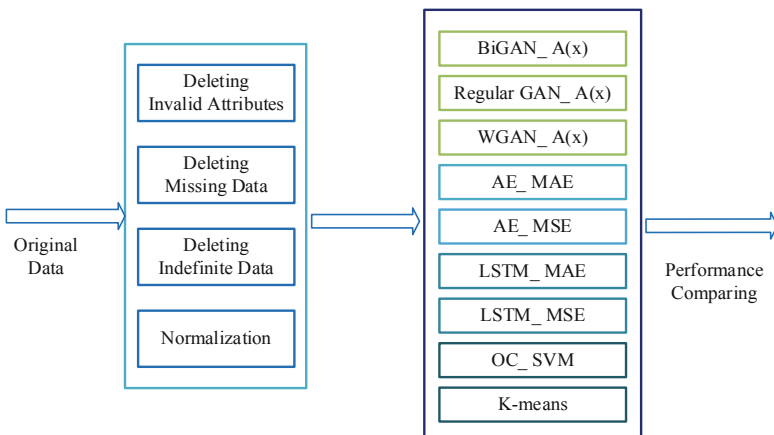 Original
Data
Deleting
Invalid Attributes
Deleting
Missing Data
Deleting
Indefinite Data
Normalization
BiGAN_ A(x)
Regular GAN_ A(x)
WGAN_ A(x)
AE_ MAE
AE_ MSE
LSTM_ MAE
LSTM_ MSE
OC_ SVM
K-means
Performance
Comparing